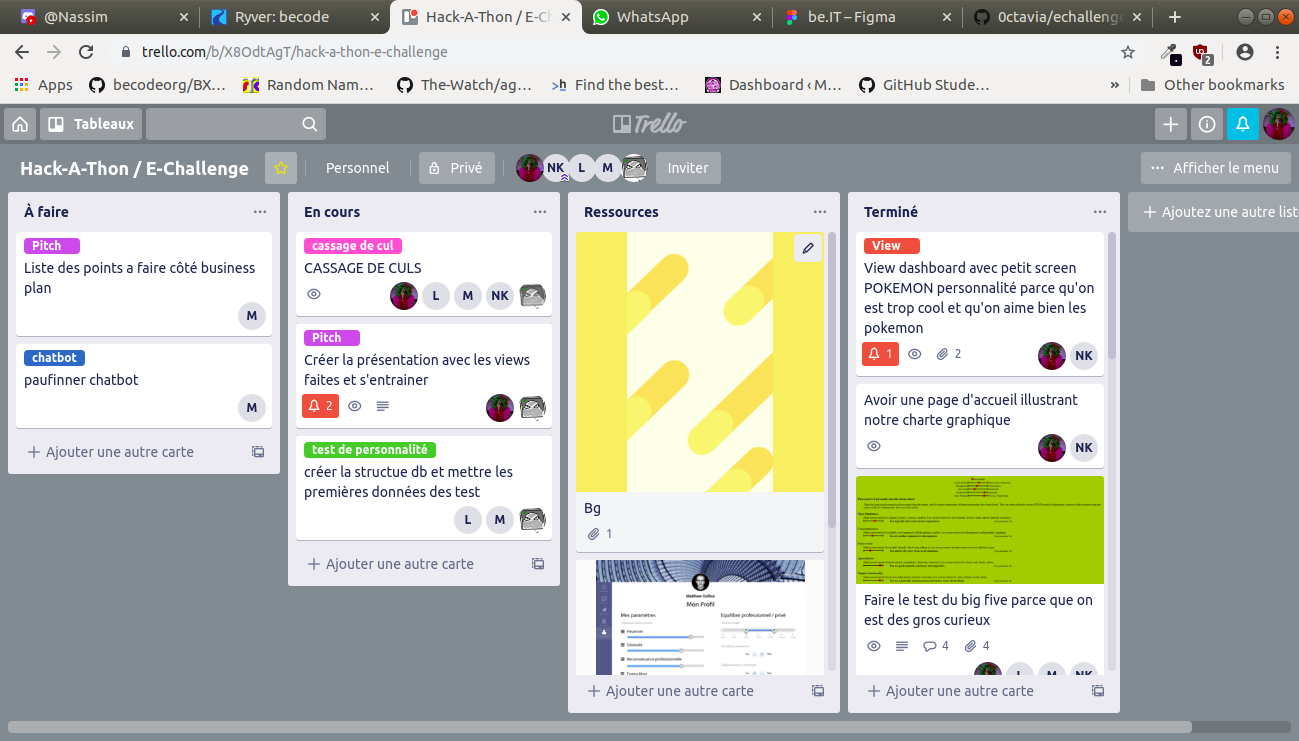 @Nassim
Ryver: becode
Hack-A-Thon / E-Ch
WhatsApp
be.IT – Figma
0ctavia/echallenge
trello.com/b/X8OdtAgT/hack-a-thon-e-challenge
2
Apps
becodeorg/BX…
Random Nam…
The-Watch/ag…
>h Find the best…
Dashboard ‹ M…
GitHub Stude…
»
Other bookmarks
Tableaux
Trello
Hack-A-Thon / E-Challenge
Personnel
Privé
NK
L
M
Inviter
··· Afficher le menu
À faire
Pitch
Liste des points a faire côté business
plan
M
chatbot
paufinner chatbot
M
+ Ajouter une autre carte
En cours
cassage de cul
CASSAGE DE CULS
L M NK
Pitch
Créer la présentation avec les views
faites et s'entrainer
2
test de personnalité
créer la structue db et mettre les
premières données des test
L M
+ Ajouter une autre carte
Ressources
Bg
1
Matthew Collins
Mon Profil
Mes paramètres
Équilibre professionnel / privé
Financier
Diversité
Reconnaissance professionnelle
+ Ajouter une autre carte
Terminé
View
View dashboard avec petit screen
POKEMON personnalité parce qu'on
est trop cool et qu'on aime bien les
pokemon
1
2
NK
Avoir une page d'accueil illustrant
notre charte graphique
NK
Faire le test du big five parce que on
est des gros curieux
4
4
L M NK
+ Ajouter une autre carte
+ Ajoutez une autre list